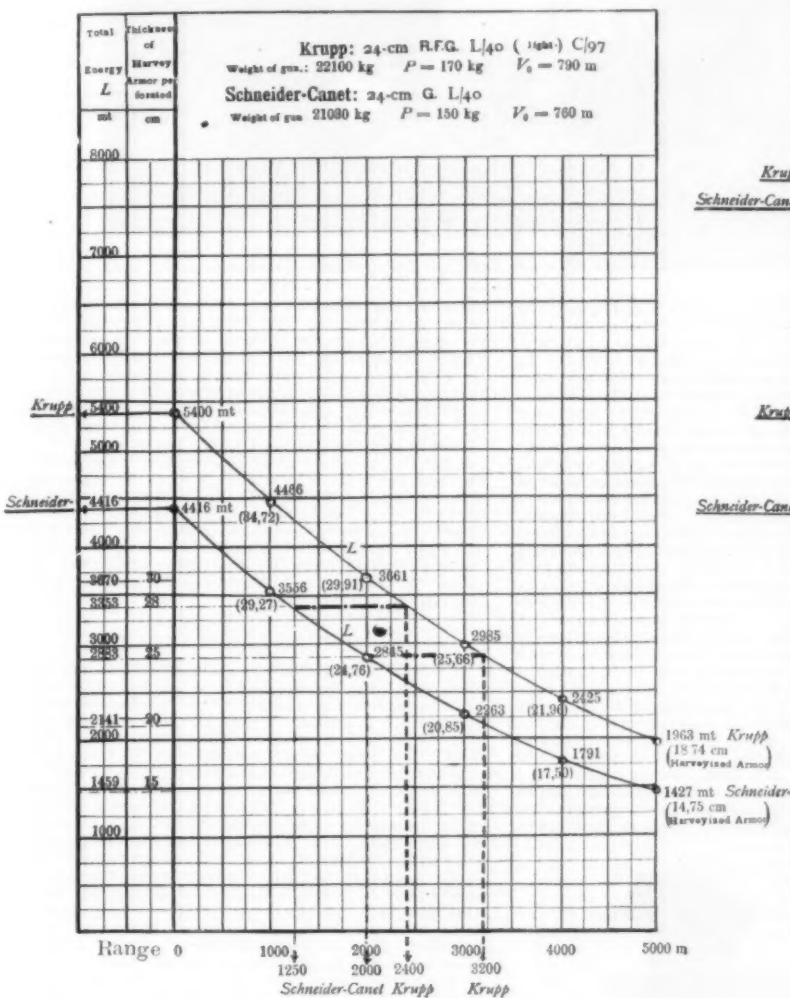 Total
Energy
L
mt
Thickness
of
Harvey
Armor per
forated
cm
Krupp: 24-cm R.F.G. L/40 (light) C/97
Weight of gun.: 22100 kg P = 170 kg V₀ = 790 m
Schneider-Canet: 24-cm G. L/40
Weight of gun 21030 kg P = 150 kg V₀ = 760 m
8000
7000
6000
Krupp 5400 5400 mt
5000
Schneider- 4416 4416 mt
4000
3670 30
3353 28
3000
25
2141 20
2000
1459 15
1000
4486
(34,72)
L
3661
(29,91)
2985
(25,66)
2425
(21,96)
1963 mt Krupp
(18 74 cm
Harveyized Armor)
3556
(29,27)
L
2845
(24,76)
2263
(20,85)
1791
(17,50)
1427 mt Schneider-
(14,75 cm
Harveyized Armor)
Krupp
Schneider-Canet
Krupp
Schneider-Canet
Range 0 1000 2000 3000 4000 5000 m
1250 2000 2400 3200
Schneider-Canet Krupp Krupp